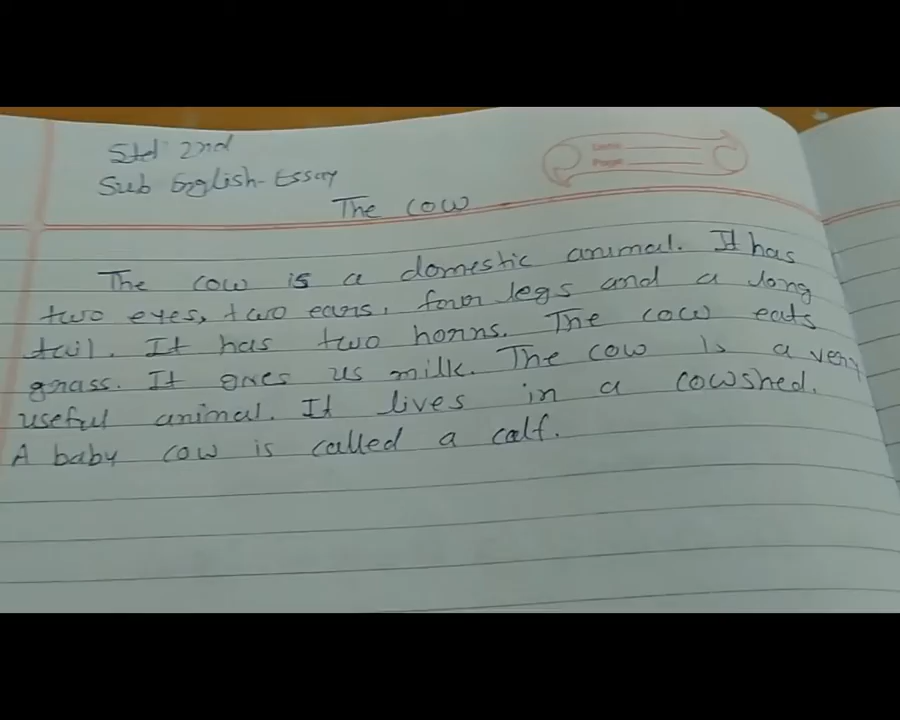 Std 2nd
Sub English-Essay
The cow
The cow is a domestic animal. It has
two eyes, two ears, four legs and a long
tail. It has two horns. The cow eats
grass. It gives us milk. The cow is a very
useful animal. It lives in a cowshed.
A baby cow is called a calf.